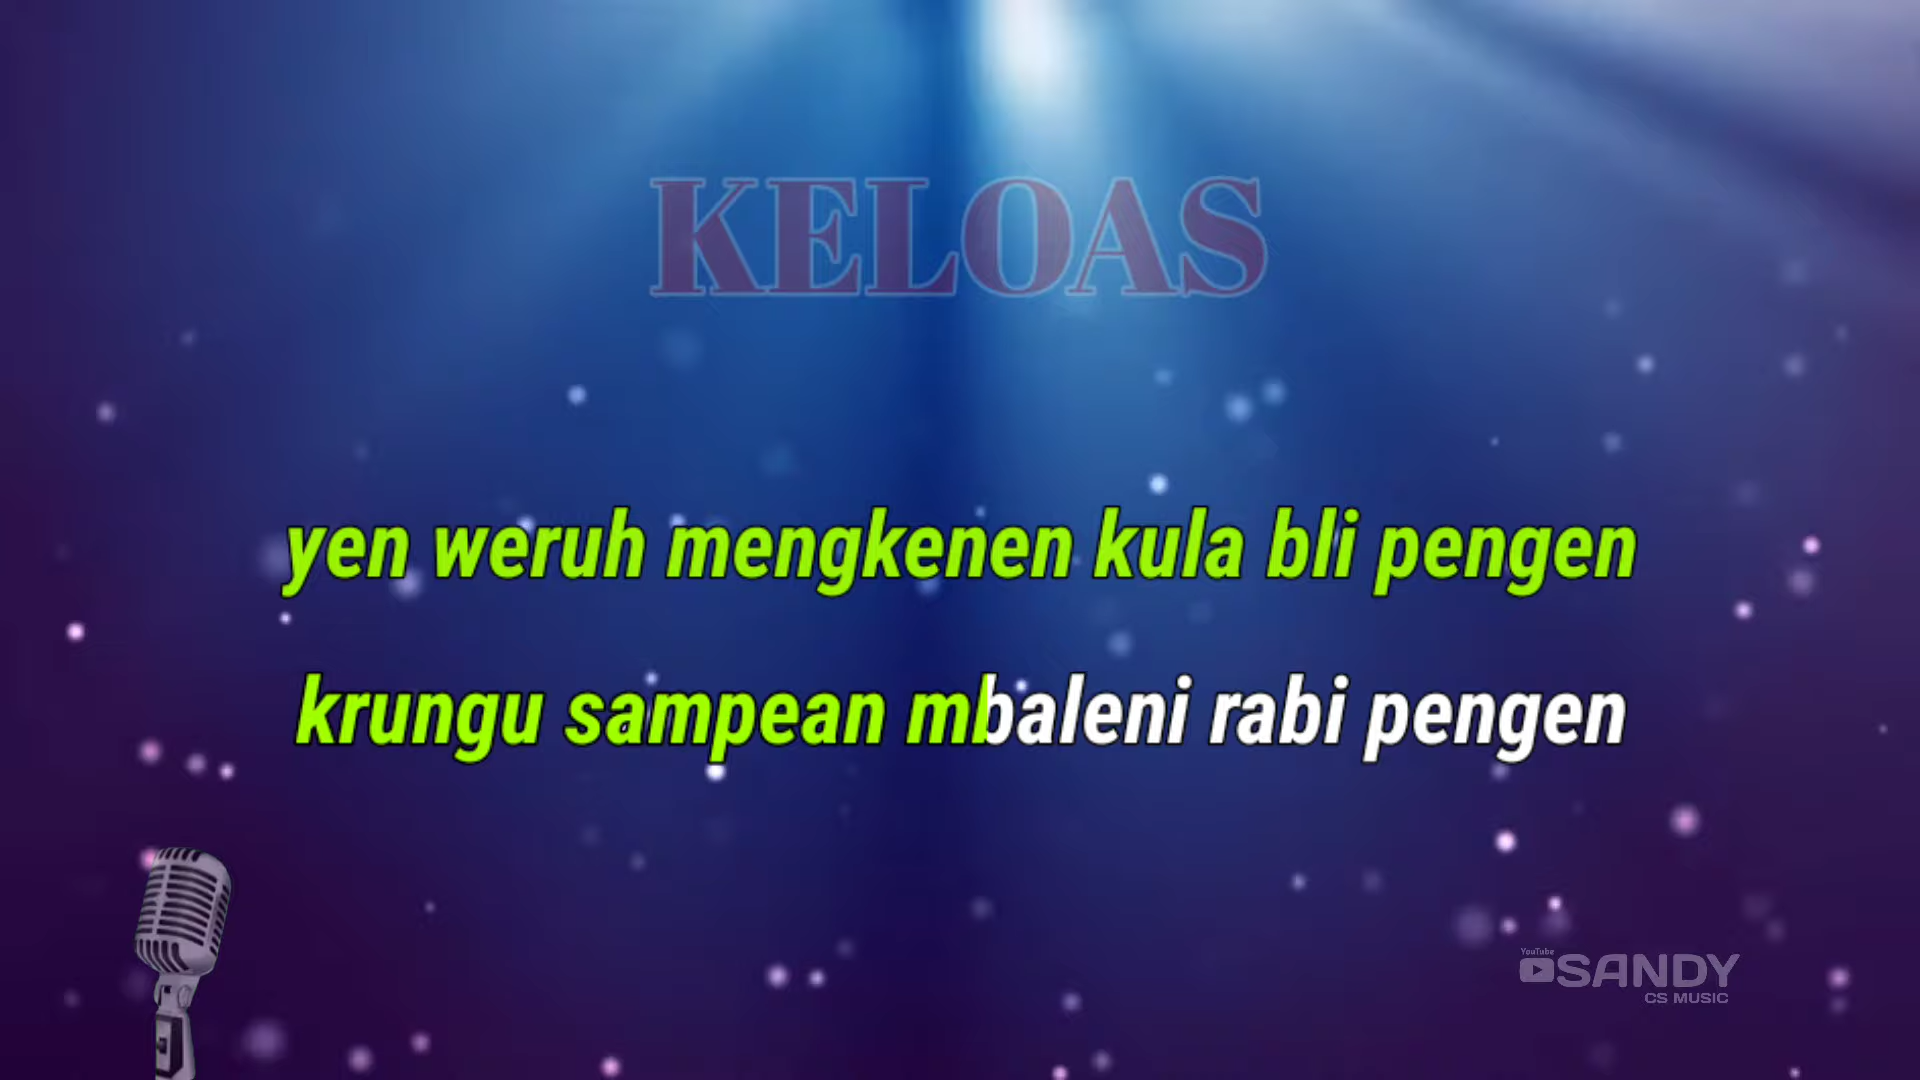 KELOAS
yen weruh mengkenen kula bli pengen
krungu sampean mbaleni rabi pengen
YouTube
SANDY
CS MUSIC